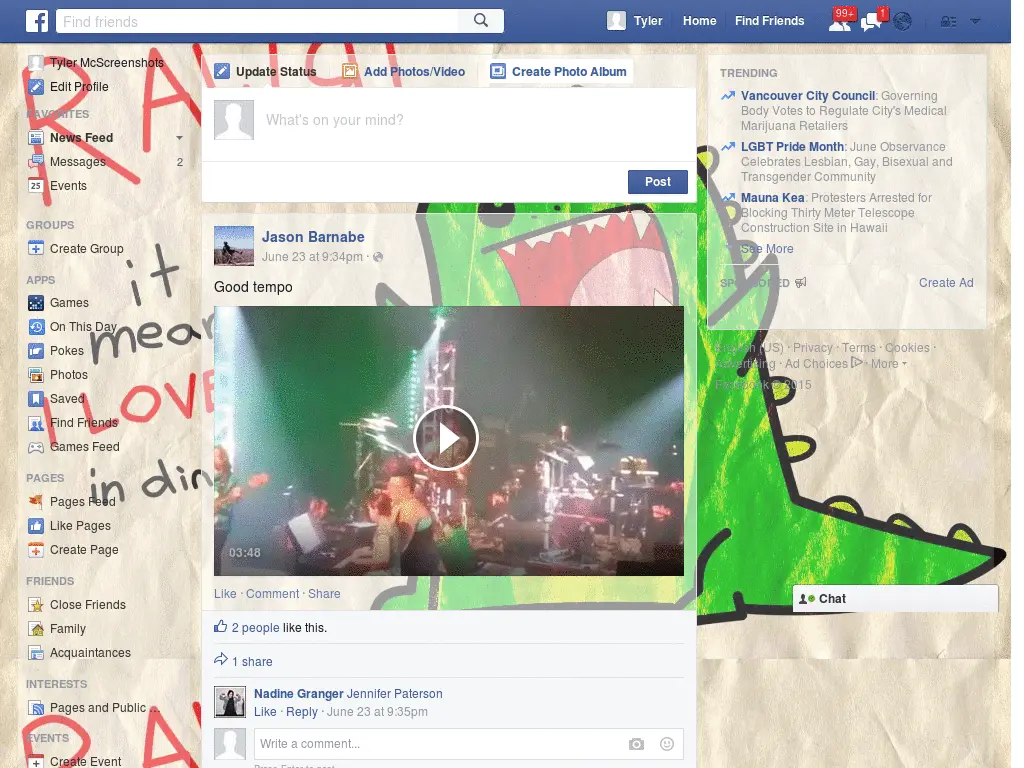 Find friends
Tyler
Home
Find Friends
99+
1
Tyler McScreenshots
Edit Profile
FAVORITES
News Feed
Messages
2
Events
GROUPS
Create Group
APPS
Games
On This Day
Pokes
Photos
Saved
Find Friends
Games Feed
PAGES
Pages Feed
Like Pages
Create Page
FRIENDS
Close Friends
Family
Acquaintances
INTERESTS
Pages and Public ...
EVENTS
Create Event
it
I LOVE
in
Update Status
Add Photos/Video
Create Photo Album
What's on your mind?
Post
Jason Barnabe
June 23 at 9:34pm ·
Good tempo
03:48
Like · Comment · Share
2 people like this.
1 share
Nadine Granger Jennifer Paterson
Like · Reply · June 23 at 9:35pm
Write a comment...
TRENDING
Vancouver City Council: Governing
Body Votes to Regulate City's Medical
Marijuana Retailers
LGBT Pride Month: June Observance
Celebrates Lesbian, Gay, Bisexual and
Transgender Community
Mauna Kea: Protesters Arrested for
Blocking Thirty Meter Telescope
Construction Site in Hawaii
See More
SPONSORED
Create Ad
English (US) · Privacy · Terms · Cookies ·
Advertising · Ad Choices · More
Facebook © 2015
Chat